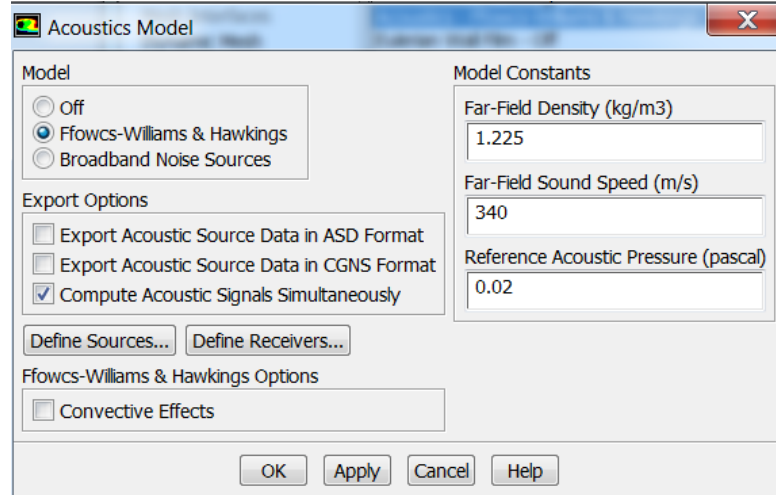 Acoustics Model
Model
Off
Ffowcs-Williams & Hawkings
Broadband Noise Sources
Export Options
Export Acoustic Source Data in ASD Format
Export Acoustic Source Data in CGNS Format
Compute Acoustic Signals Simultaneously
Define Sources... Define Receivers...
Ffowcs-Williams & Hawkings Options
Convective Effects
Model Constants
Far-Field Density (kg/m3)
1.225
Far-Field Sound Speed (m/s)
340
Reference Acoustic Pressure (pascal)
0.02
OK Apply Cancel Help